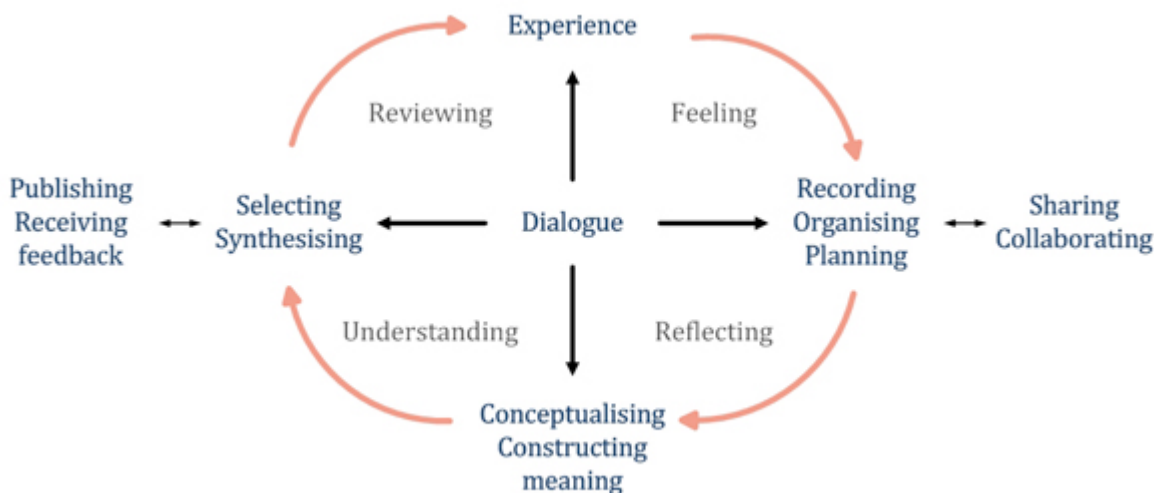 Experience
Reviewing
Feeling
Publishing
Receiving
feedback
Selecting
Synthesising
Dialogue
Recording
Organising
Planning
Sharing
Collaborating
Understanding
Reflecting
Conceptualising
Constructing
meaning